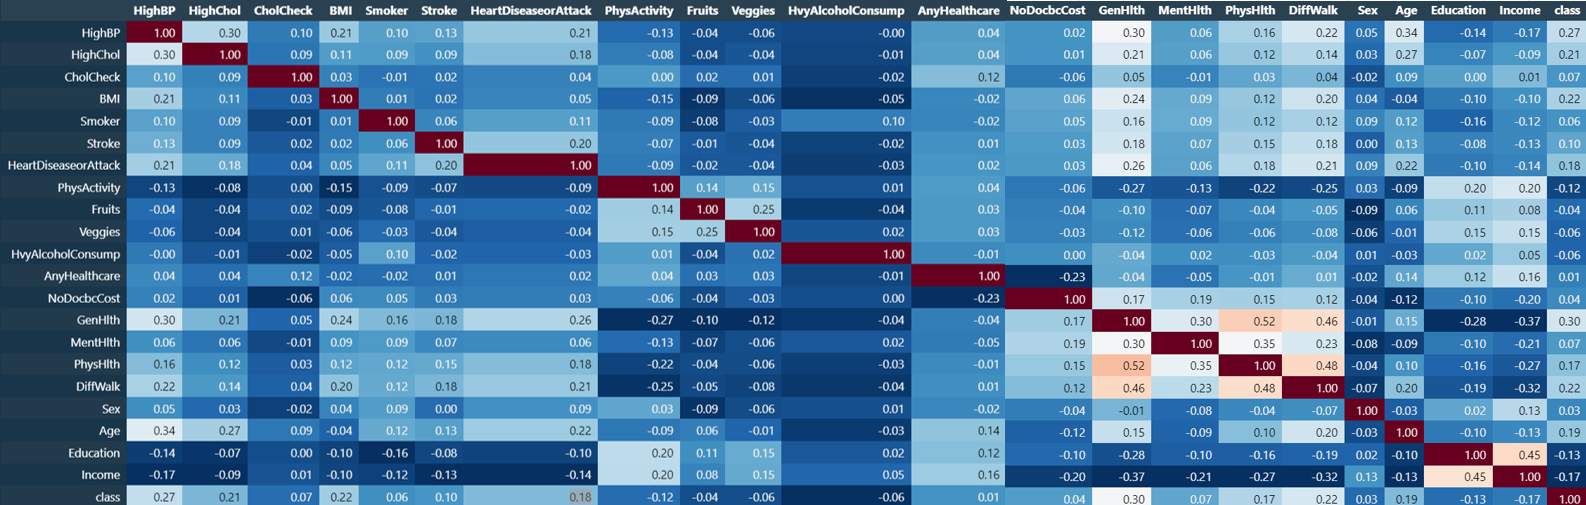 HighBP HighChol CholCheck BMI Smoker Stroke HeartDiseaseorAttack PhysActivity Fruits Veggies HvyAlcoholConsump AnyHealthcare NoDocbcCost GenHlth MentHlth PhysHlth DiffWalk Sex Age Education Income class
HighBP 1.00 0.30 0.10 0.21 0.10 0.13 0.21 -0.13 -0.04 -0.06 -0.00 0.04 0.02 0.30 0.06 0.16 0.22 0.05 0.34 -0.14 -0.17 0.27
HighChol 0.30 1.00 0.09 0.11 0.09 0.09 0.18 -0.08 -0.04 -0.04 -0.01 0.04 0.01 0.21 0.06 0.12 0.14 0.03 0.27 -0.07 -0.09 0.21
CholCheck 0.10 0.09 1.00 0.03 -0.01 0.02 0.04 0.00 0.02 0.01 -0.02 0.12 -0.06 0.05 -0.01 0.03 0.04 -0.02 0.09 0.00 0.01 0.07
BMI 0.21 0.11 0.03 1.00 0.01 0.02 0.05 -0.15 -0.09 -0.06 -0.05 -0.02 0.06 0.24 0.09 0.12 0.20 0.04 -0.04 -0.10 -0.10 0.22
Smoker 0.10 0.09 -0.01 0.01 1.00 0.06 0.11 -0.09 -0.08 -0.03 0.10 -0.02 0.05 0.16 0.09 0.12 0.12 0.09 0.12 -0.16 -0.12 0.06
Stroke 0.13 0.09 0.02 0.02 0.06 1.00 0.20 -0.07 -0.01 -0.04 -0.02 0.01 0.03 0.18 0.07 0.15 0.18 0.00 0.13 -0.08 -0.13 0.10
HeartDiseaseorAttack 0.21 0.18 0.04 0.05 0.11 0.20 1.00 -0.09 -0.02 -0.04 -0.03 0.02 0.03 0.26 0.06 0.18 0.21 0.09 0.22 -0.10 -0.14 0.18
PhysActivity -0.13 -0.08 0.00 -0.15 -0.09 -0.07 -0.09 1.00 0.14 0.15 0.01 0.04 -0.06 -0.27 -0.13 -0.22 -0.25 0.03 -0.09 0.20 0.20 -0.12
Fruits -0.04 -0.04 0.02 -0.09 -0.08 -0.01 -0.02 0.14 1.00 0.25 -0.04 0.03 -0.04 -0.10 -0.07 -0.04 -0.05 -0.09 0.06 0.11 0.08 -0.04
Veggies -0.06 -0.04 0.01 -0.06 -0.03 -0.04 -0.04 0.15 0.25 1.00 0.02 0.03 -0.03 -0.12 -0.06 -0.06 -0.08 -0.06 -0.01 0.15 0.15 -0.06
HvyAlcoholConsump -0.00 -0.01 -0.02 -0.05 0.10 -0.02 -0.03 0.01 -0.04 0.02 1.00 -0.01 0.00 -0.04 0.02 -0.03 -0.04 0.01 -0.03 0.02 0.05 -0.06
AnyHealthcare 0.04 0.04 0.12 -0.02 -0.02 0.01 0.02 0.04 0.03 0.03 -0.01 1.00 -0.23 -0.04 -0.05 -0.01 0.01 -0.02 0.14 0.12 0.16 0.01
NoDocbcCost 0.02 0.01 -0.06 0.06 0.05 0.03 0.03 -0.06 -0.04 -0.03 0.00 -0.23 1.00 0.17 0.19 0.15 0.12 -0.04 -0.12 -0.10 -0.20 0.04
GenHlth 0.30 0.21 0.05 0.24 0.16 0.18 0.26 -0.27 -0.10 -0.12 -0.04 -0.04 0.17 1.00 0.30 0.52 0.46 -0.01 0.15 -0.28 -0.37 0.30
MentHlth 0.06 0.06 -0.01 0.09 0.09 0.07 0.06 -0.13 -0.07 -0.06 0.02 -0.05 0.19 0.30 1.00 0.35 0.23 -0.08 -0.09 -0.10 -0.21 0.07
PhysHlth 0.16 0.12 0.03 0.12 0.12 0.15 0.18 -0.22 -0.04 -0.06 -0.03 -0.01 0.15 0.52 0.35 1.00 0.48 -0.04 0.10 -0.16 -0.27 0.17
DiffWalk 0.22 0.14 0.04 0.20 0.12 0.18 0.21 -0.25 -0.05 -0.08 -0.04 0.01 0.12 0.46 0.23 0.48 1.00 -0.07 0.20 -0.19 -0.32 0.22
Sex 0.05 0.03 -0.02 0.04 0.09 0.00 0.09 0.03 -0.09 -0.06 0.01 -0.02 -0.04 -0.01 -0.08 -0.04 -0.07 1.00 -0.03 0.02 0.13 0.03
Age 0.34 0.27 0.09 -0.04 0.12 0.13 0.22 -0.09 0.06 -0.01 -0.03 0.14 -0.12 0.15 -0.09 0.10 0.20 -0.03 1.00 -0.10 -0.13 0.19
Education -0.14 -0.07 0.00 -0.10 -0.16 -0.08 -0.10 0.20 0.11 0.15 0.02 0.12 -0.10 -0.28 -0.10 -0.16 -0.19 0.02 -0.10 1.00 0.45 -0.13
Income -0.17 -0.09 0.01 -0.10 -0.12 -0.13 -0.14 0.20 0.08 0.15 0.05 0.16 -0.20 -0.37 -0.21 -0.27 -0.32 0.13 -0.13 0.45 1.00 -0.17
class 0.27 0.21 0.07 0.22 0.06 0.10 0.18 -0.12 -0.04 -0.06 -0.06 0.01 0.04 0.30 0.07 0.17 0.22 0.03 0.19 -0.13 -0.17 1.00